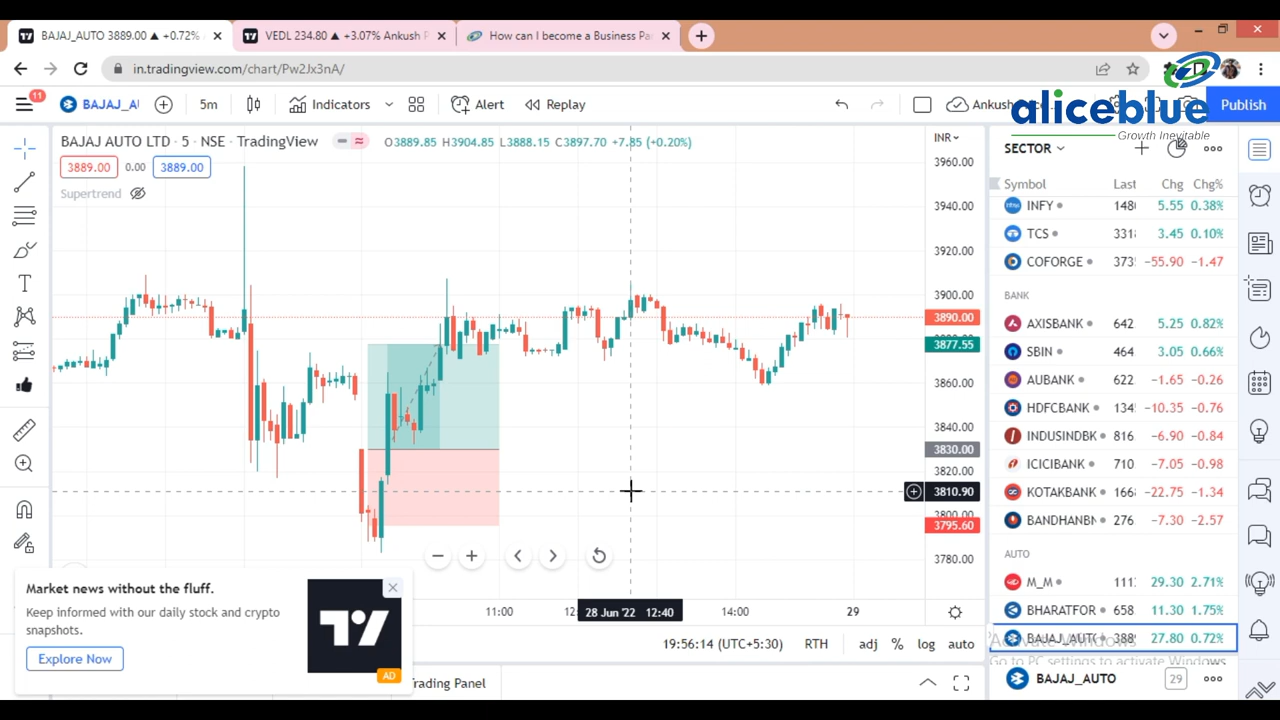 BAJAJ_AUTO 3889.00 ▲ +0.72%
VEDL 234.80 ▲ +3.07% Ankush P
How can I become a Business Pa
in.tradingview.com/chart/Pw2Jx3nA/
aliceblue
Growth Inevitable
11
BAJAJ_A
5m
Indicators
Alert
Replay
Ankus
Publish
BAJAJ AUTO LTD · 5 · NSE · TradingView
O3889.85 H3904.85 L3888.15 C3897.70 +7.85 (+0.20%)
3889.00 0.00 3889.00
Supertrend
INR
3960.00
3940.00
3920.00
3900.00
3890.00
3877.55
3860.00
3840.00
3830.00
3820.00
3810.90
3800.00
3795.60
3780.00
11:00
28 Jun '22 12:40
14:00
29
19:56:14 (UTC+5:30) RTH adj % log auto
Trading Panel
Market news without the fluff.
Keep informed with our daily stock and crypto
snapshots.
Explore Now
AD
SECTOR
Symbol Last Chg Chg%
INFY 148 5.55 0.38%
TCS 331 3.45 0.10%
COFORGE 373 −55.90 −1.47
BANK
AXISBANK 642 5.25 0.82%
SBIN 464 3.05 0.66%
AUBANK 622 −1.65 −0.26
HDFCBANK 134 −10.35 −0.76
INDUSINDBK 816 −6.90 −0.84
ICICIBANK 710 −7.05 −0.98
KOTAKBANK 166 −22.75 −1.34
BANDHANBN 276 −7.30 −2.57
AUTO
M_M 111 29.30 2.71%
BHARATFOR 658 11.30 1.75%
BAJAJ_AUTO 388 27.80 0.72%
Activate Windows
Go to PC settings to activate Windows.
BAJAJ_AUTO
29